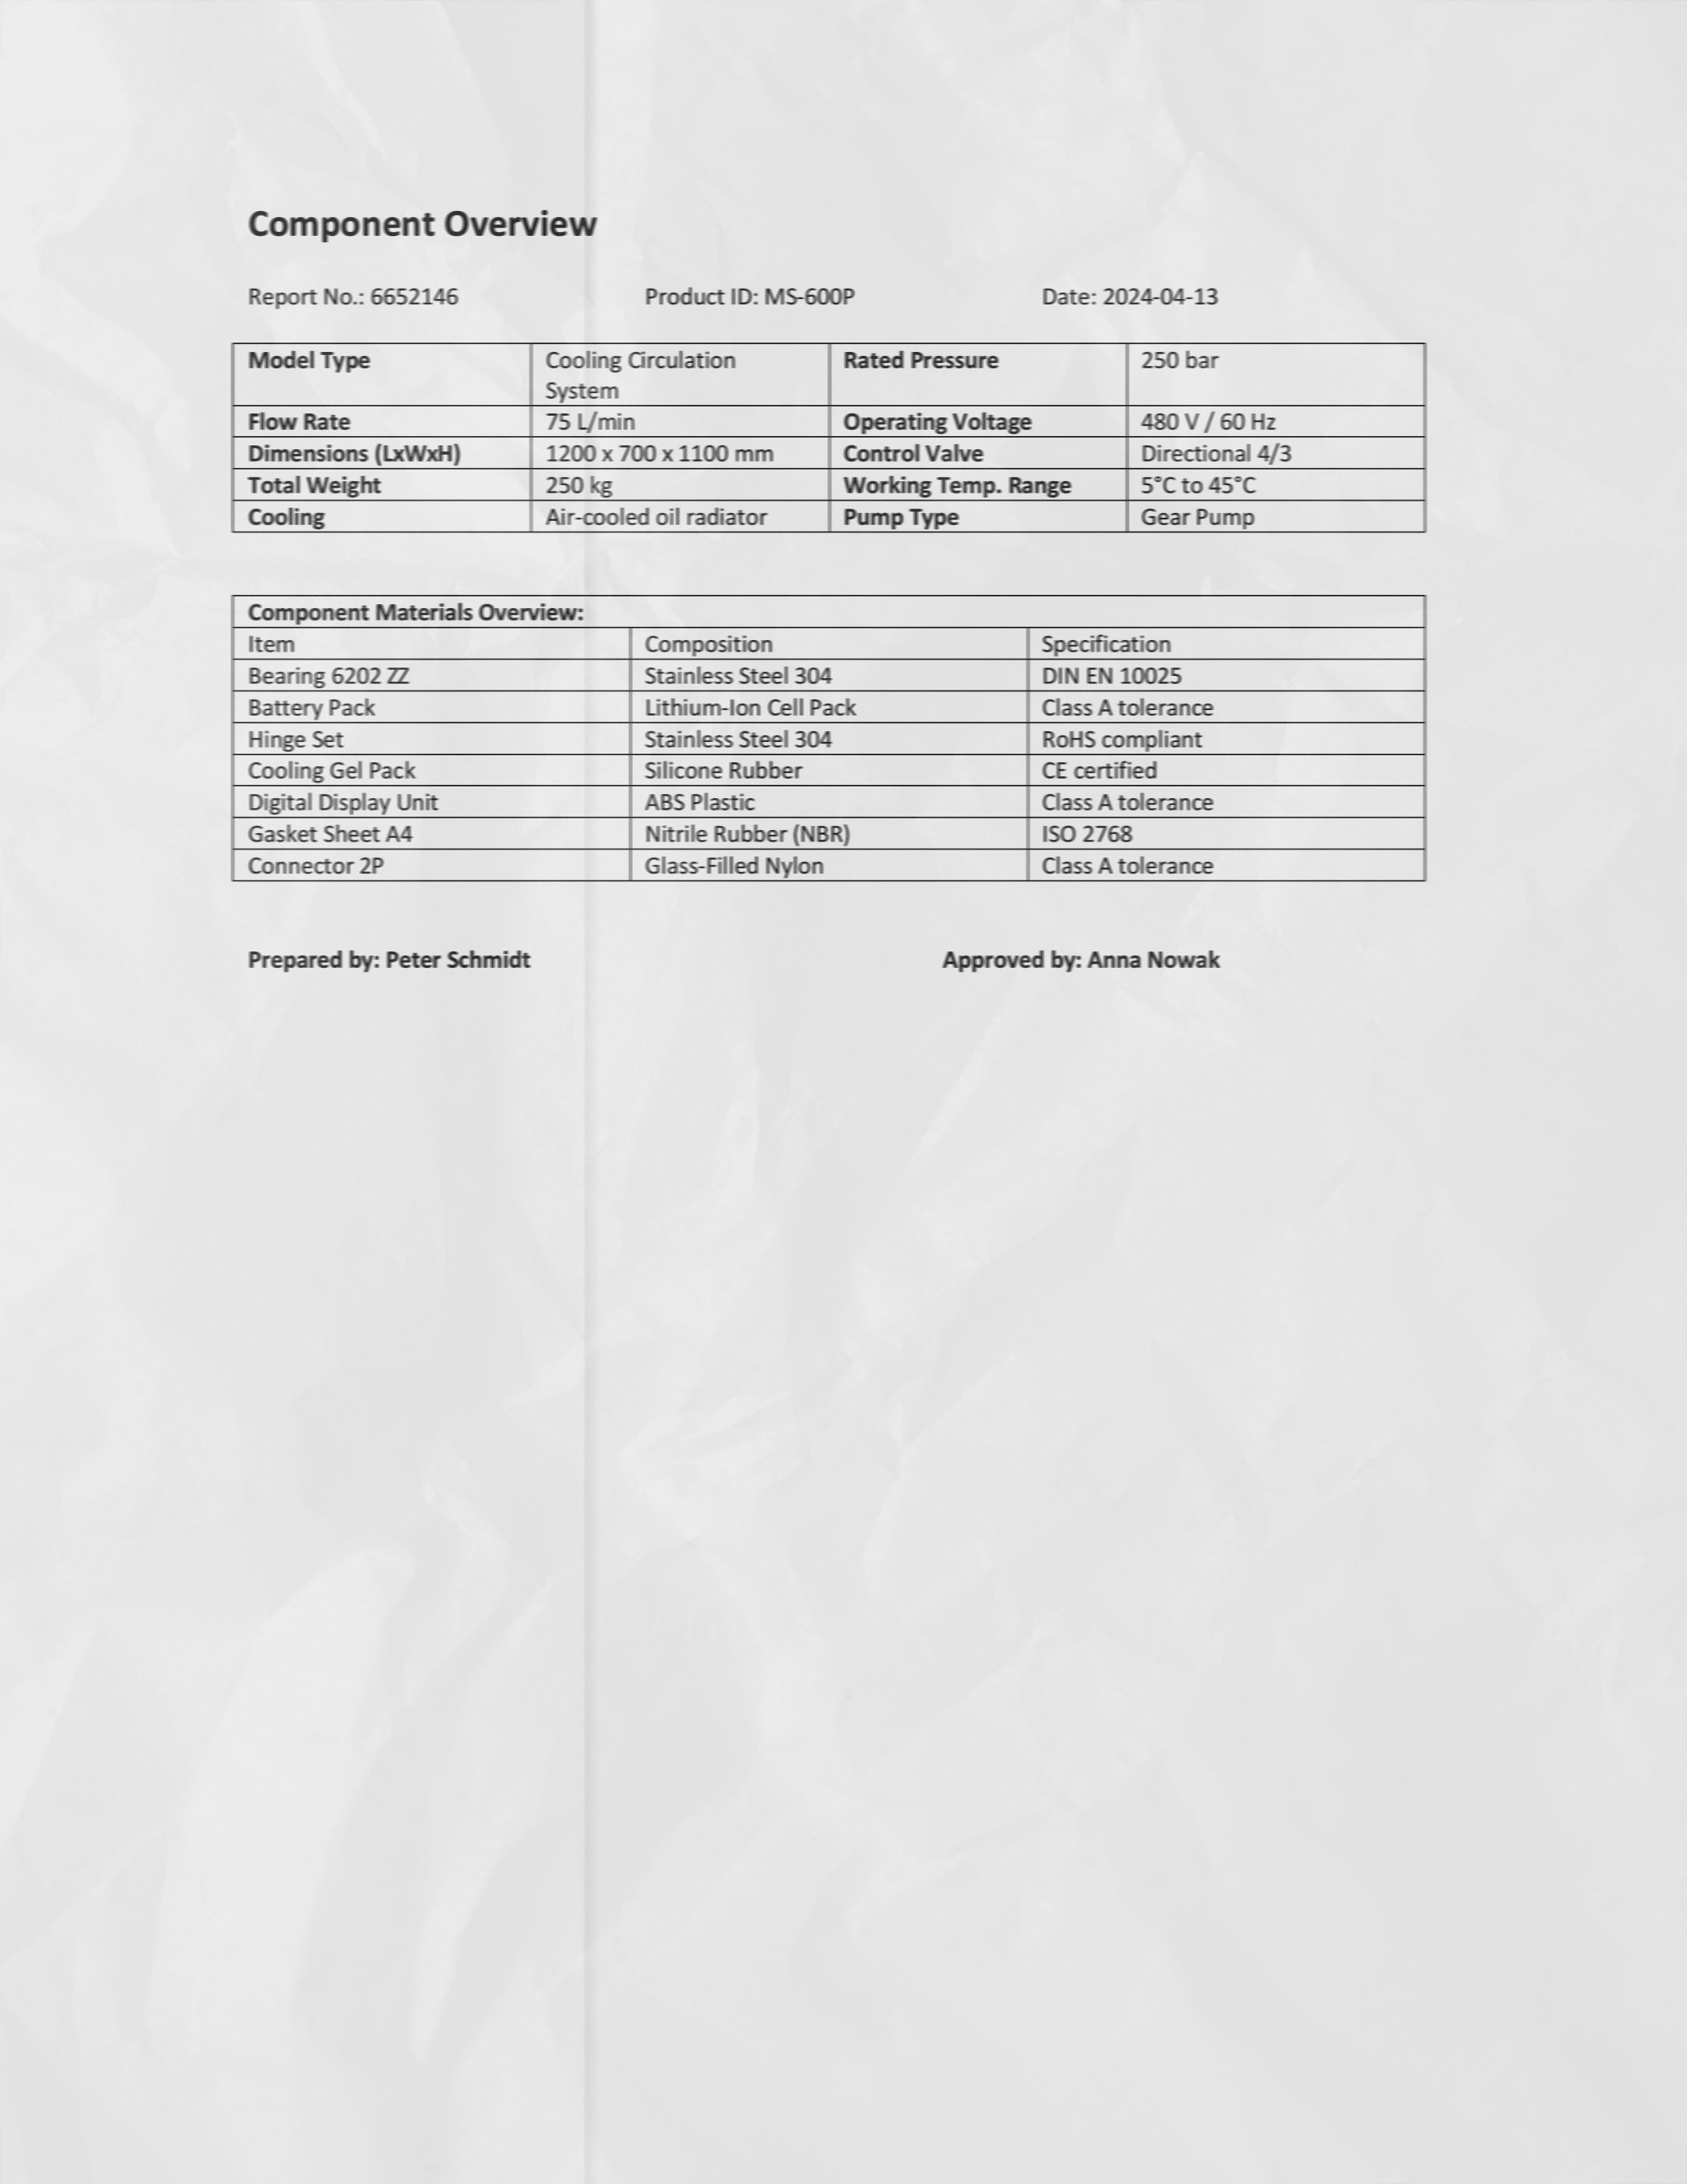 Component Overview
Report No.: 6652146 Product ID: MS-600P Date: 2024-04-13
Model Type Cooling Circulation System Rated Pressure 250 bar
Flow Rate 75 L/min Operating Voltage 480 V / 60 Hz
Dimensions (LxWxH) 1200 x 700 x 1100 mm Control Valve Directional 4/3
Total Weight 250 kg Working Temp. Range 5°C to 45°C
Cooling Air-cooled oil radiator Pump Type Gear Pump
Component Materials Overview:
Item Composition Specification
Bearing 6202 ZZ Stainless Steel 304 DIN EN 10025
Battery Pack Lithium-Ion Cell Pack Class A tolerance
Hinge Set Stainless Steel 304 RoHS compliant
Cooling Gel Pack Silicone Rubber CE certified
Digital Display Unit ABS Plastic Class A tolerance
Gasket Sheet A4 Nitrile Rubber (NBR) ISO 2768
Connector 2P Glass-Filled Nylon Class A tolerance
Prepared by: Peter Schmidt Approved by: Anna Nowak